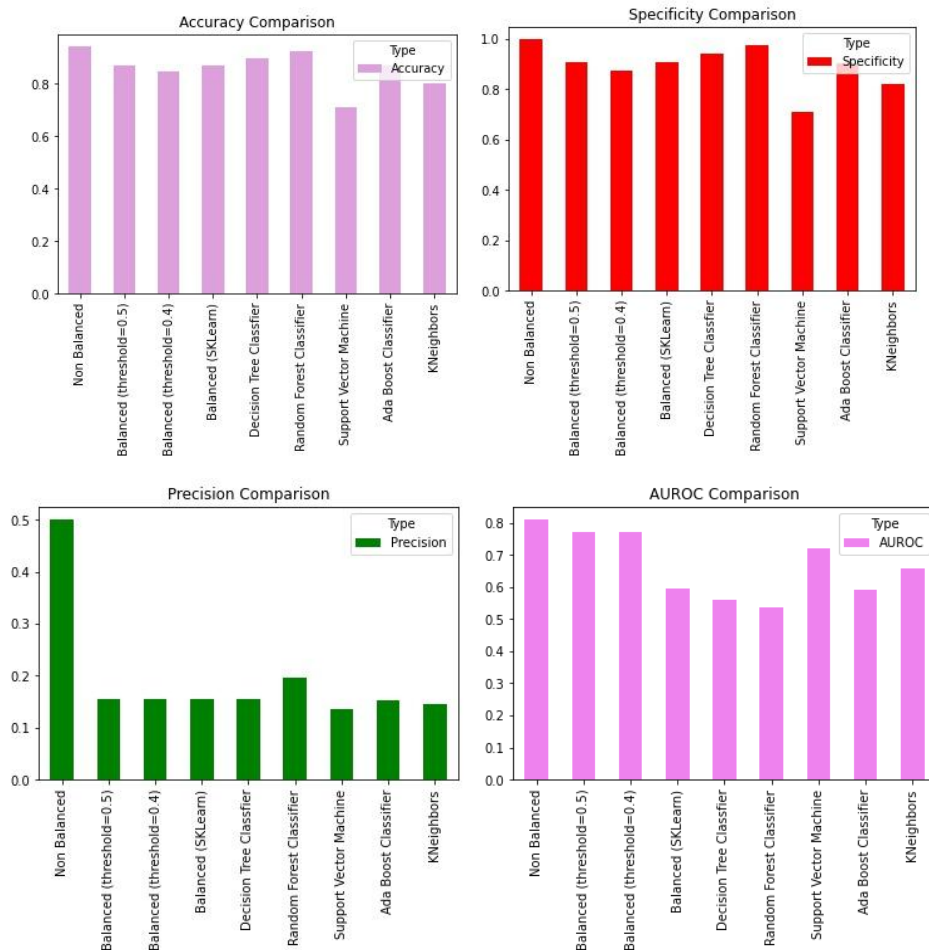 Accuracy Comparison
Type
Accuracy
0.8
0.6
0.4
0.2
0.0
Non Balanced
Balanced (threshold=0.5)
Balanced (threshold=0.4)
Balanced (SKLearn)
Decision Tree Classfier
Random Forest Classifier
Support Vector Machine
Ada Boost Classifier
KNeighbors
Specificity Comparison
Type
Specificity
1.0
0.8
0.6
0.4
0.2
0.0
Non Balanced
Balanced (threshold=0.5)
Balanced (threshold=0.4)
Balanced (SKLearn)
Decision Tree Classfier
Random Forest Classifier
Support Vector Machine
Ada Boost Classifier
KNeighbors
Precision Comparison
Type
Precision
0.5
0.4
0.3
0.2
0.1
0.0
Non Balanced
Balanced (threshold=0.5)
Balanced (threshold=0.4)
Balanced (SKLearn)
Decision Tree Classfier
Random Forest Classifier
Support Vector Machine
Ada Boost Classifier
KNeighbors
AUROC Comparison
Type
AUROC
0.8
0.7
0.6
0.5
0.4
0.3
0.2
0.1
0.0
Non Balanced
Balanced (threshold=0.5)
Balanced (threshold=0.4)
Balanced (SKLearn)
Decision Tree Classfier
Random Forest Classifier
Support Vector Machine
Ada Boost Classifier
KNeighbors